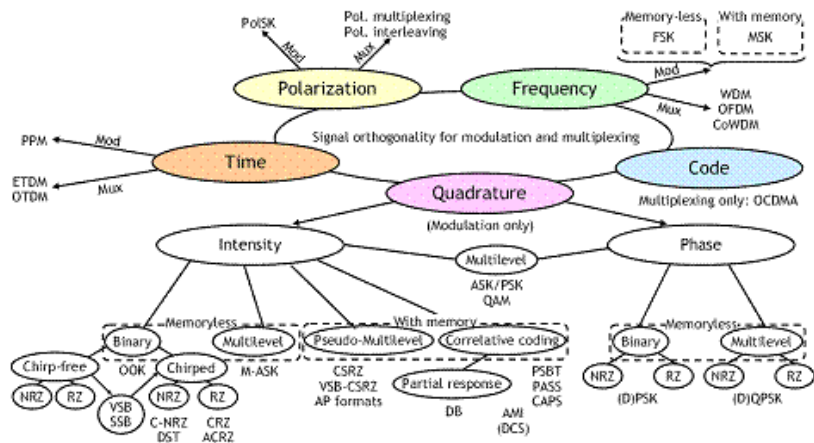 PolSK
Mod
Pol. multiplexing
Pol. interleaving
Mux
Memory-less
FSK
With memory
MSK
Mod
Polarization
Frequency
Mux
WDM
OFDM
CoWDM
Signal orthogonality for modulation and multiplexing
PPM
Mod
Time
ETDM
OTDM
Mux
Code
Multiplexing only: OCDMA
Quadrature
(Modulation only)
Intensity
Phase
Multilevel
ASK/PSK
QAM
Memoryless
Binary
OOK
Multilevel
M-ASK
With memory
Pseudo-Multilevel
Correlative coding
Memoryless
Binary
Multilevel
Chirp-free
Chirped
NRZ
RZ
VSB
SSB
NRZ
RZ
C-NRZ
DST
CRZ
ACRZ
CSRZ
VSB-CSRZ
AP formats
Partial response
DB
AMI
(DCS)
PSBT
PASS
CAPS
NRZ
RZ
(D)PSK
NRZ
RZ
(D)QPSK